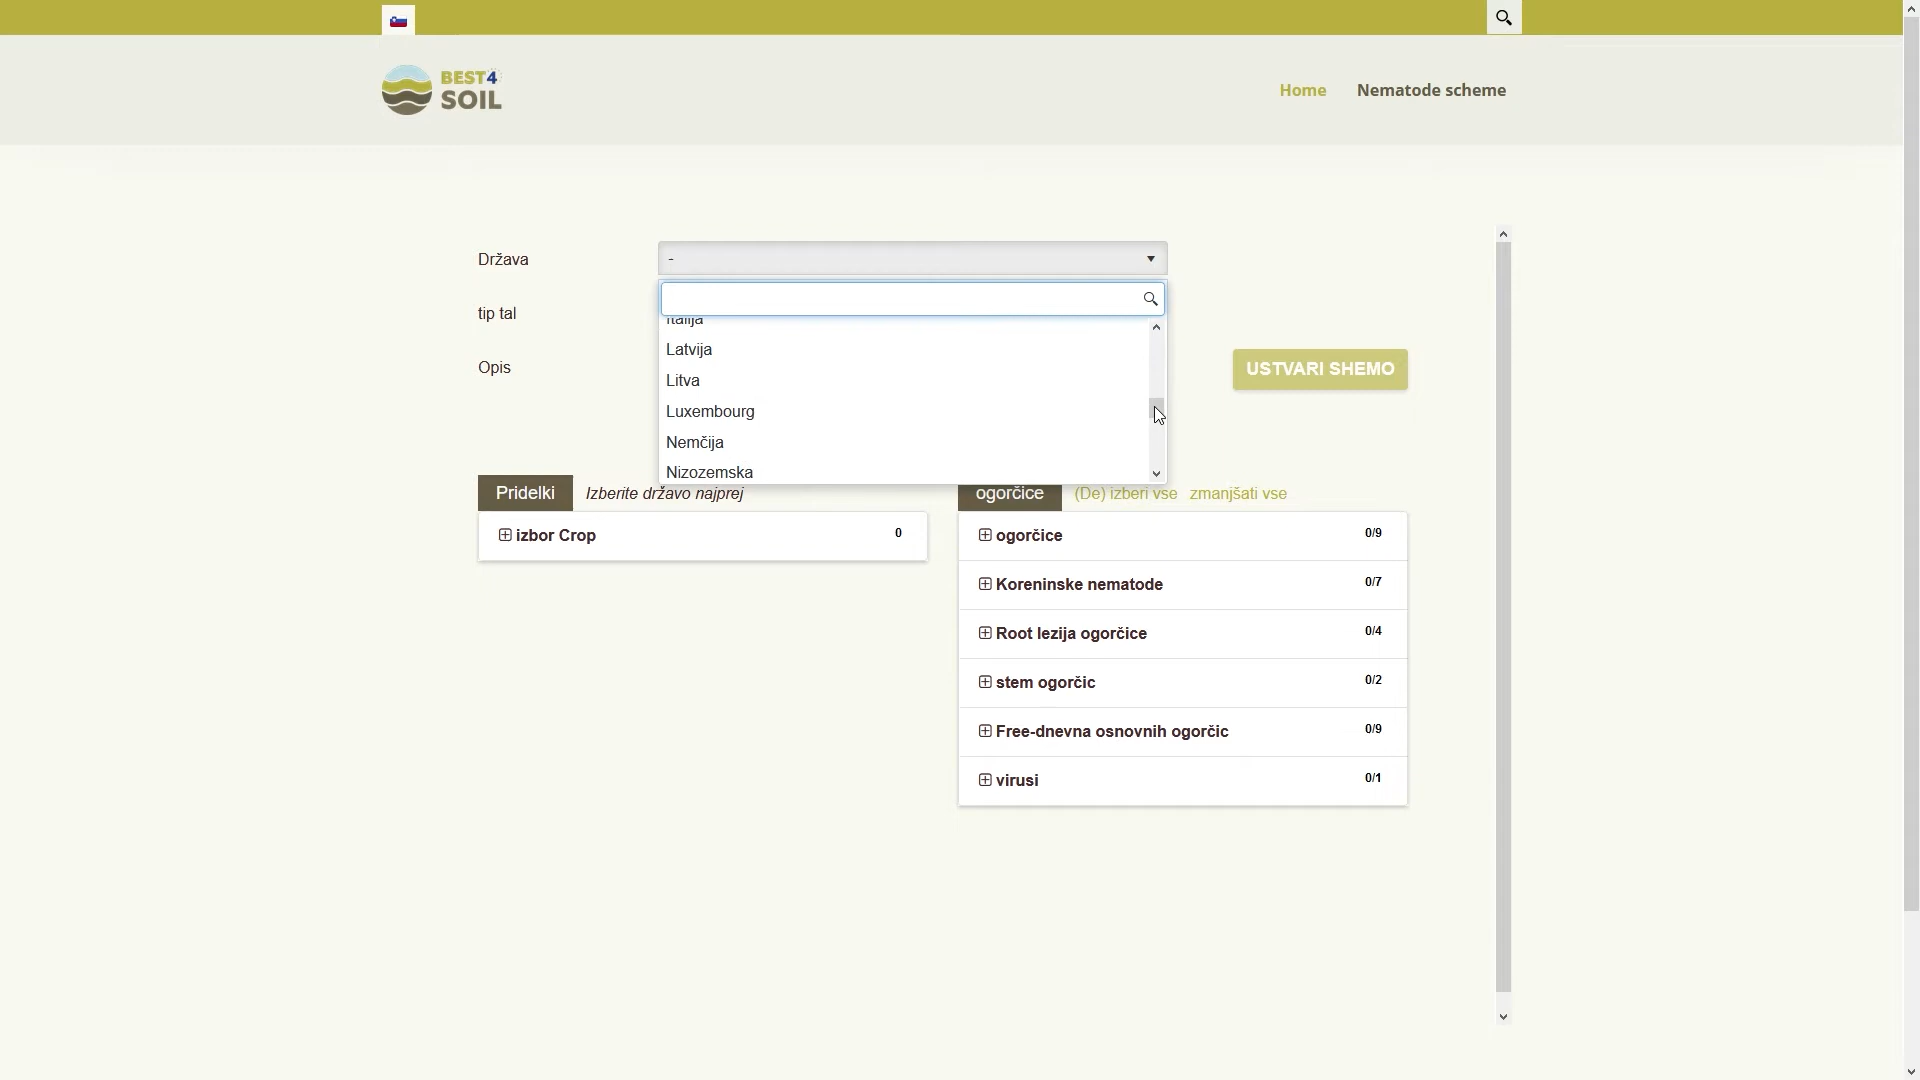 BEST4
SOIL
Home
Nematode scheme
Država
-
tip tal
Opis
Italija
Latvija
Litva
Luxembourg
Nemčija
Nizozemska
USTVARI SHEMO
Pridelki
Izberite državo najprej
izbor Crop
0
ogorčice
(De) izberi vse
zmanjšati vse
ogorčice
0/9
Koreninske nematode
0/7
Root lezija ogorčice
0/4
stem ogorčic
0/2
Free-dnevna osnovnih ogorčic
0/9
virusi
0/1